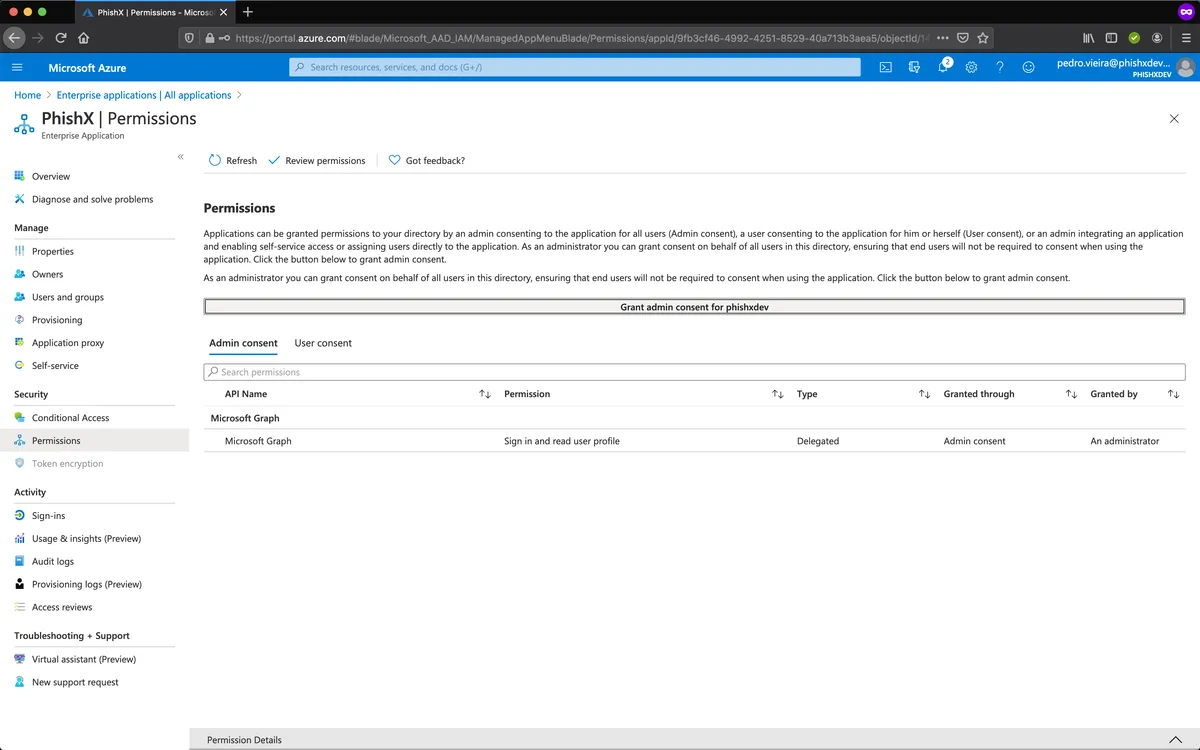 PhishX | Permissions - Microso
https://portal.azure.com/#blade/Microsoft_AAD_IAM/ManagedAppMenuBlade/Permissions/appId/9fb3cf46-4992-4251-8529-40a713b3aea5/objectId/
Microsoft Azure
Search resources, services, and docs (G+/)
2
pedro.vieira@phishxdev...
PHISHXDEV
Home > Enterprise applications | All applications >
PhishX | Permissions
Enterprise Application
«
Overview
Diagnose and solve problems
Manage
Properties
Owners
Users and groups
Provisioning
Application proxy
Self-service
Security
Conditional Access
Permissions
Token encryption
Activity
Sign-ins
Usage & insights (Preview)
Audit logs
Provisioning logs (Preview)
Access reviews
Troubleshooting + Support
Virtual assistant (Preview)
New support request
Refresh Review permissions Got feedback?
Permissions
Applications can be granted permissions to your directory by an admin consenting to the application for all users (Admin consent), a user consenting to the application for him or herself (User consent), or an admin integrating an application
and enabling self-service access or assigning users directly to the application. As an administrator you can grant consent on behalf of all users in this directory, ensuring that end users will not be required to consent when using the
application. Click the button below to grant admin consent.
As an administrator you can grant consent on behalf of all users in this directory, ensuring that end users will not be required to consent when using the application. Click the button below to grant admin consent.
Grant admin consent for phishxdev
Admin consent User consent
Search permissions
API Name Permission Type Granted through Granted by
Microsoft Graph
Microsoft Graph Sign in and read user profile Delegated Admin consent An administrator
Permission Details